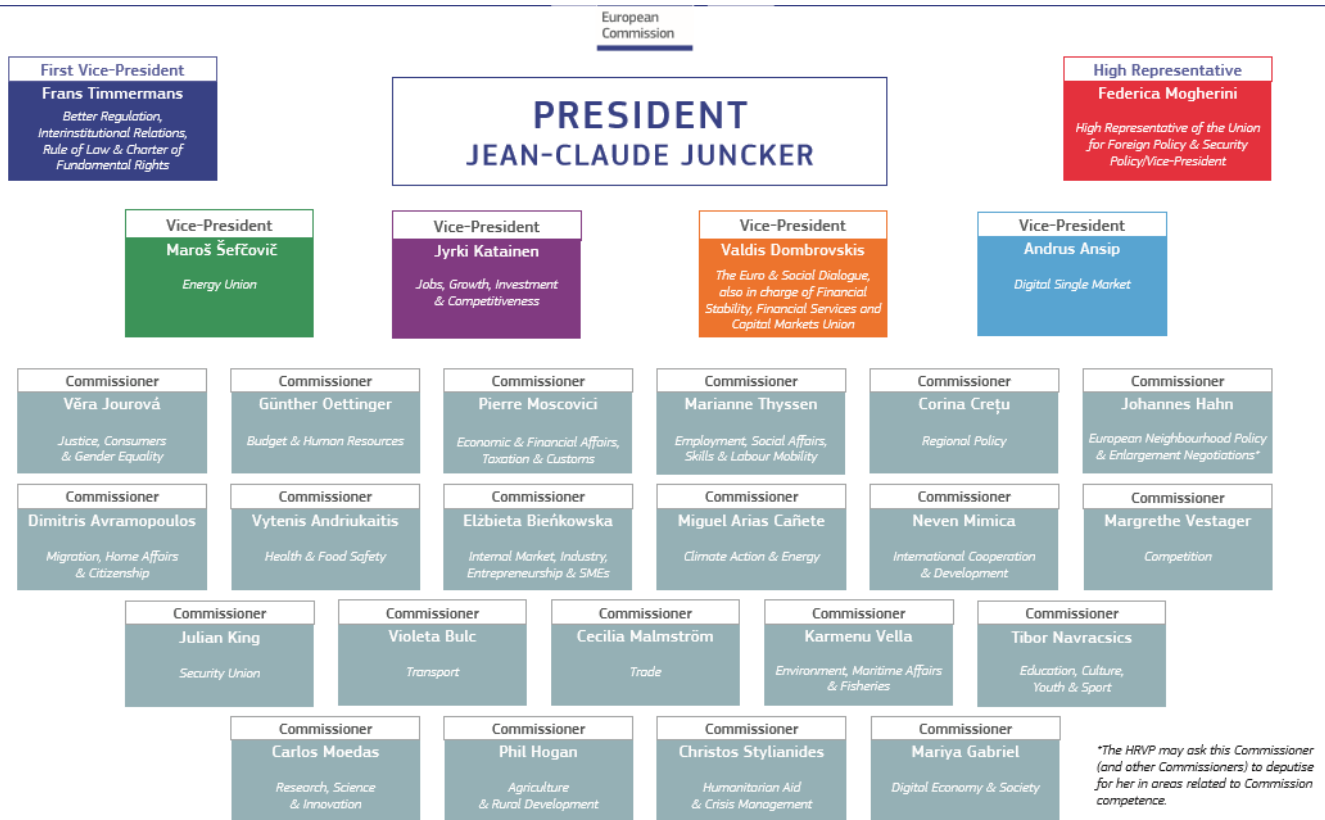 European
Commission
First Vice-President
Frans Timmermans
Better Regulation,
Interinstitutional Relations,
Rule of Law & Charter of
Fundamental Rights
PRESIDENT
JEAN-CLAUDE JUNCKER
High Representative
Federica Mogherini
High Representative of the Union
for Foreign Policy & Security
Policy/Vice-President
Vice-President
Maroš Šefčovič
Energy Union
Vice-President
Jyrki Katainen
Jobs, Growth, Investment
& Competitiveness
Vice-President
Valdis Dombrovskis
The Euro & Social Dialogue,
also in charge of Financial
Stability, Financial Services and
Capital Markets Union
Vice-President
Andrus Ansip
Digital Single Market
Commissioner
Věra Jourová
Justice, Consumers
& Gender Equality
Commissioner
Günther Oettinger
Budget & Human Resources
Commissioner
Pierre Moscovici
Economic & Financial Affairs,
Taxation & Customs
Commissioner
Marianne Thyssen
Employment, Social Affairs,
Skills & Labour Mobility
Commissioner
Corina Crețu
Regional Policy
Commissioner
Johannes Hahn
European Neighbourhood Policy
& Enlargement Negotiations*
Commissioner
Dimitris Avramopoulos
Migration, Home Affairs
& Citizenship
Commissioner
Vytenis Andriukaitis
Health & Food Safety
Commissioner
Elżbieta Bieńkowska
Internal Market, Industry,
Entrepreneurship & SMEs
Commissioner
Miguel Arias Cañete
Climate Action & Energy
Commissioner
Neven Mimica
International Cooperation
& Development
Commissioner
Margrethe Vestager
Competition
Commissioner
Julian King
Security Union
Commissioner
Violeta Bulc
Transport
Commissioner
Cecilia Malmström
Trade
Commissioner
Karmenu Vella
Environment, Maritime Affairs
& Fisheries
Commissioner
Tibor Navracsics
Education, Culture,
Youth & Sport
Commissioner
Carlos Moedas
Research, Science
& Innovation
Commissioner
Phil Hogan
Agriculture
& Rural Development
Commissioner
Christos Stylianides
Humanitarian Aid
& Crisis Management
Commissioner
Mariya Gabriel
Digital Economy & Society
*The HRVP may ask this Commissioner
(and other Commissioners) to deputise
for her in areas related to Commission
competence.